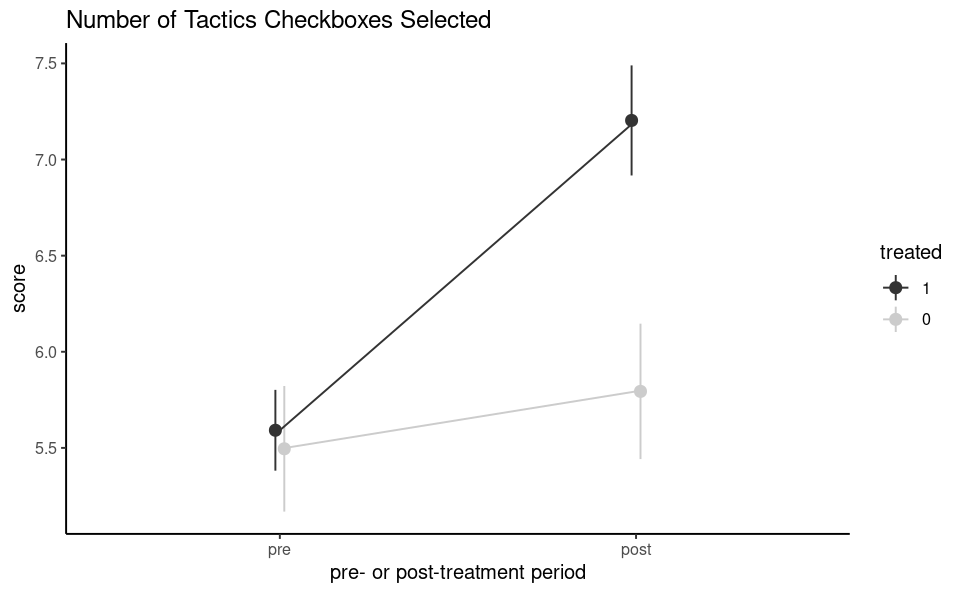 Number of Tactics Checkboxes Selected
7.5
7.0
6.5
6.0
5.5
score
pre
post
pre- or post-treatment period
treated
1
0